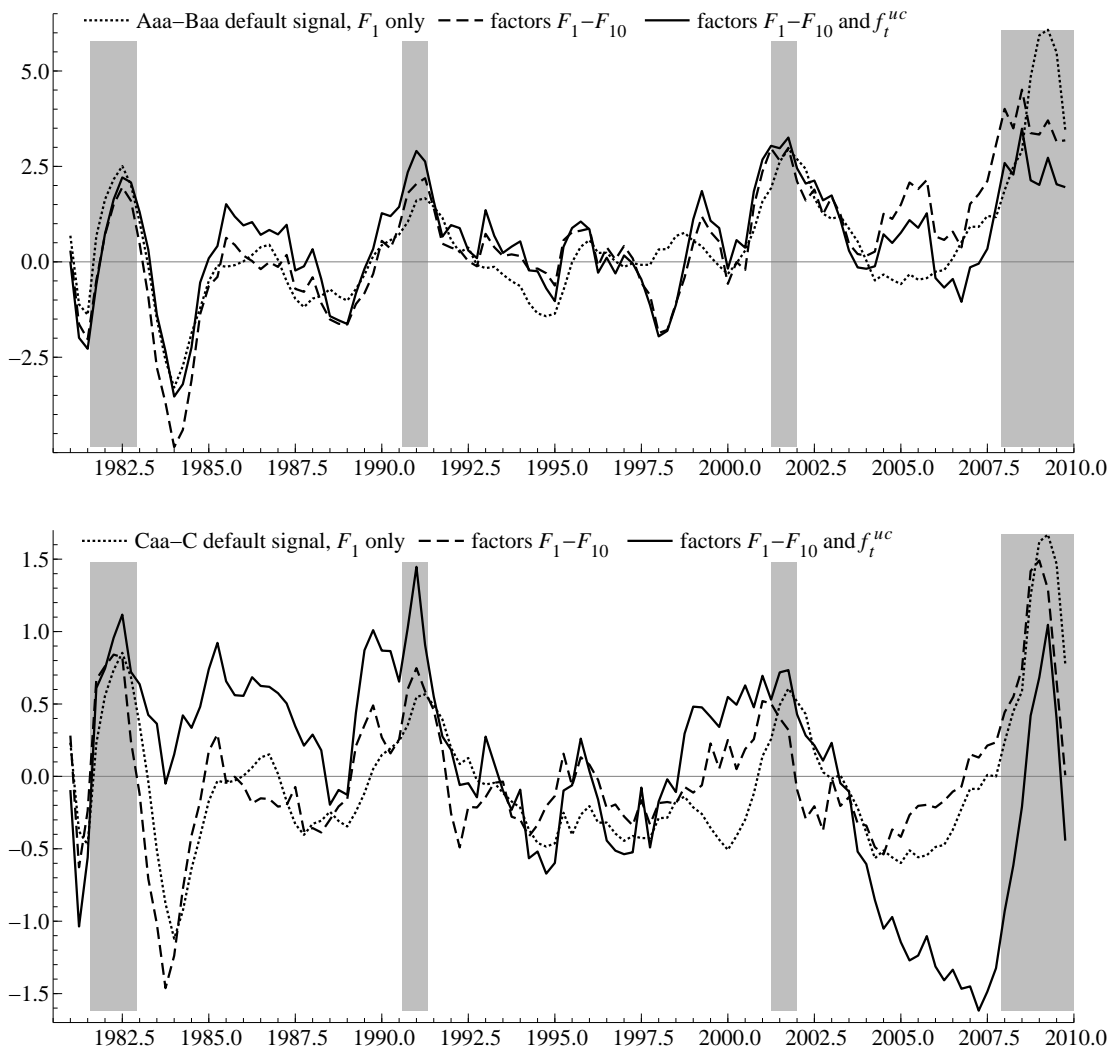 Aaa−Baa default signal, F1 only factors F1−F10 factors F1−F10 and ftuc
5.0
2.5
0.0
−2.5
1982.5 1985.0 1987.5 1990.0 1992.5 1995.0 1997.5 2000.0 2002.5 2005.0 2007.5 2010.0
Caa−C default signal, F1 only factors F1−F10 factors F1−F10 and ftuc
1.5
1.0
0.5
0.0
−0.5
−1.0
−1.5
1982.5 1985.0 1987.5 1990.0 1992.5 1995.0 1997.5 2000.0 2002.5 2005.0 2007.5 2010.0